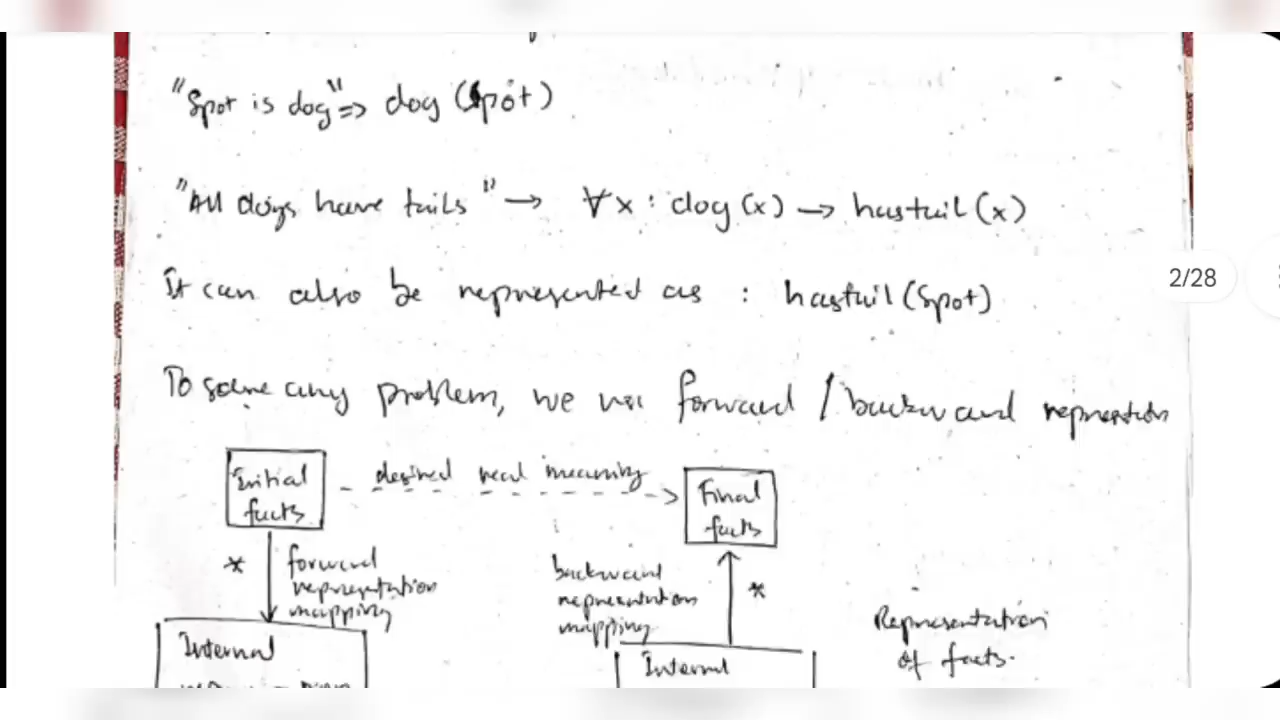 "Spot is dog" => dog (Spot)
"All dogs have tails" → ∀x : dog (x) → hastail (x)
2/28
It can also be represented as : hastail (Spot)
To solve any problem, we use forward / backward
Initial facts
desired real meaning
Final facts
*
forward representation mapping
backward representation mapping
*
Representation of facts.
Internal
Internal